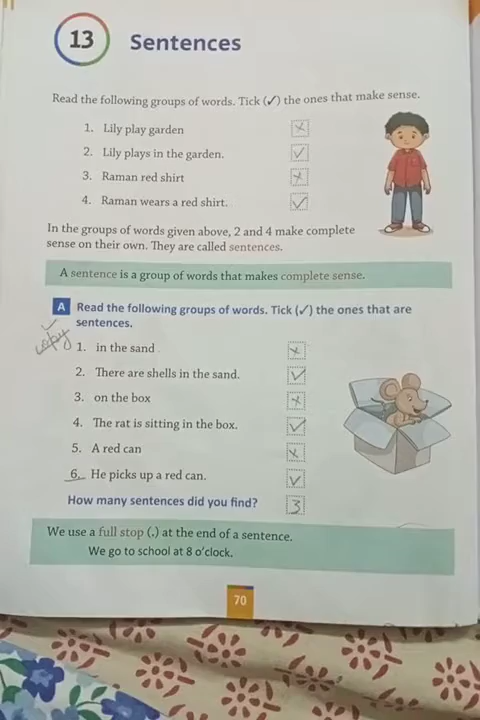 13 Sentences
Read the following groups of words. Tick (✓) the ones that make sense.
1. Lily play garden ✗
2. Lily plays in the garden. ✓
3. Raman red shirt ✗
4. Raman wears a red shirt. ✓
In the groups of words given above, 2 and 4 make complete
sense on their own. They are called sentences.
A sentence is a group of words that makes complete sense.
A Read the following groups of words. Tick (✓) the ones that are
sentences.
copy
1. in the sand ✗
2. There are shells in the sand. ✓
3. on the box ✗
4. The rat is sitting in the box. ✓
5. A red can ✗
6. He picks up a red can. ✓
How many sentences did you find? 3
We use a full stop (.) at the end of a sentence.
We go to school at 8 o'clock.
70